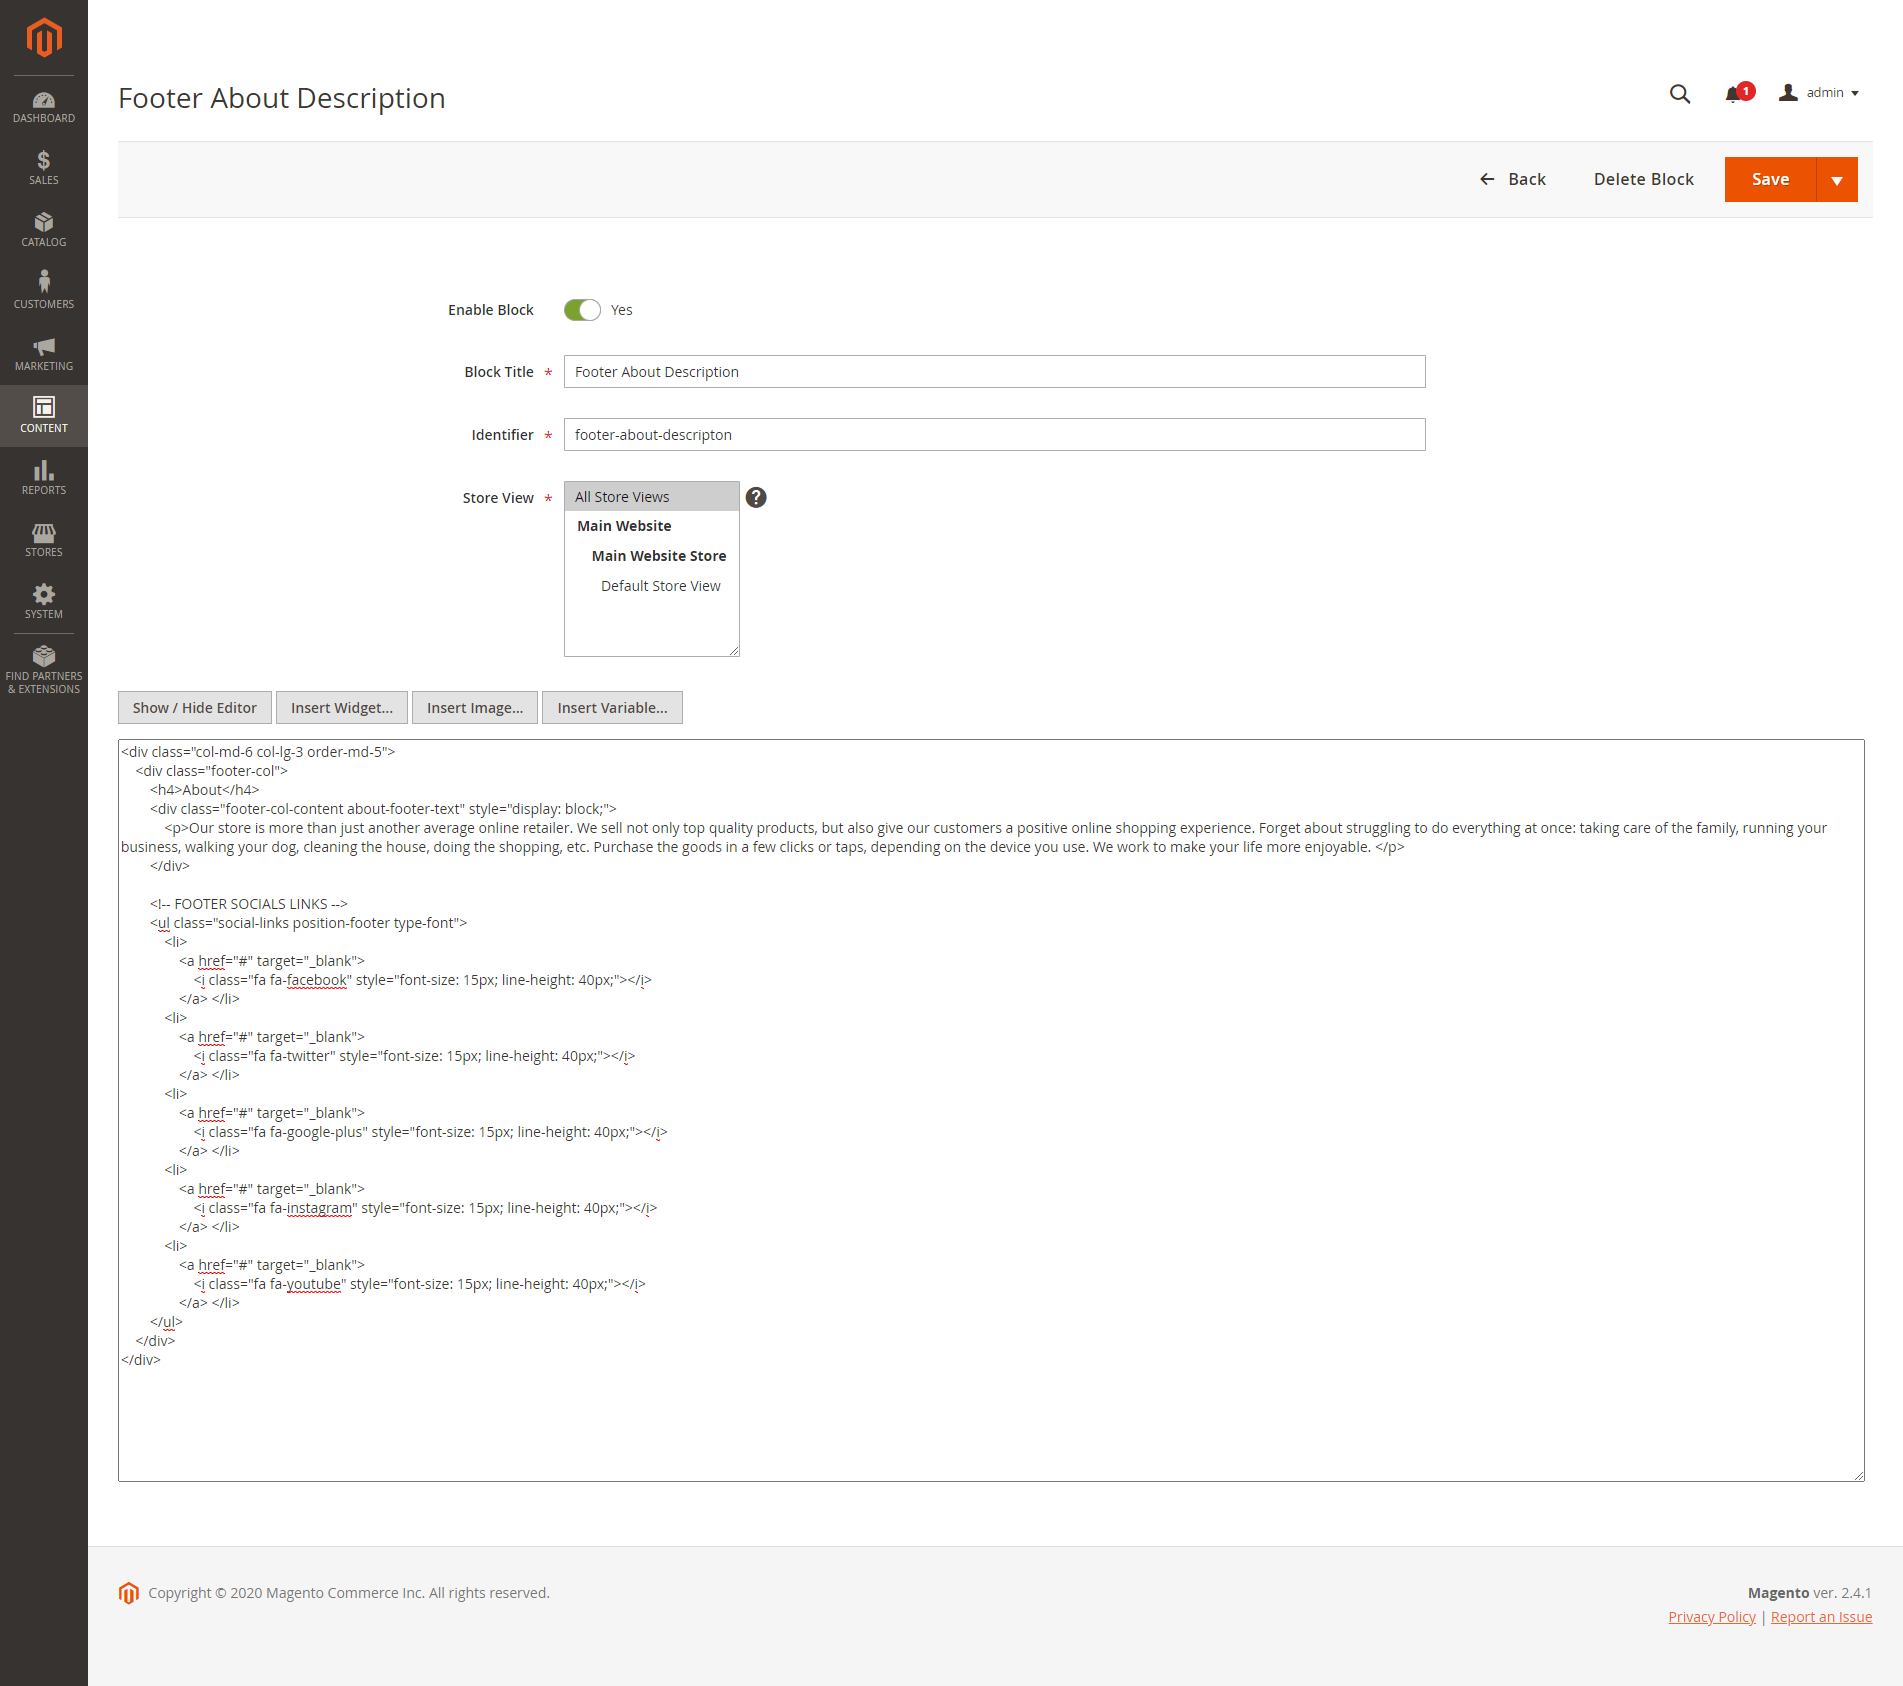 DASHBOARD
SALES
CATALOG
CUSTOMERS
MARKETING
CONTENT
REPORTS
STORES
SYSTEM
FIND PARTNERS
& EXTENSIONS
Footer About Description
1
admin
Back
Delete Block
Save
Enable Block
Yes
Block Title *
Footer About Description
Identifier *
footer-about-descripton
Store View *
All Store Views
?
Main Website
Main Website Store
Default Store View
Show / Hide Editor
Insert Widget...
Insert Image...
Insert Variable...
<div class="col-md-6 col-lg-3 order-md-5">
<div class="footer-col">
<h4>About</h4>
<div class="footer-col-content about-footer-text" style="display: block;">
<p>Our store is more than just another average online retailer. We sell not only top quality products, but also give our customers a positive online shopping experience. Forget about struggling to do everything at once: taking care of the family, running your
business, walking your dog, cleaning the house, doing the shopping, etc. Purchase the goods in a few clicks or taps, depending on the device you use. We work to make your life more enjoyable. </p>
</div>
<!-- FOOTER SOCIALS LINKS -->
<ul class="social-links position-footer type-font">
<li>
<a href="#" target="_blank">
<i class="fa fa-facebook" style="font-size: 15px; line-height: 40px;"></i>
</a> </li>
<li>
<a href="#" target="_blank">
<i class="fa fa-twitter" style="font-size: 15px; line-height: 40px;"></i>
</a> </li>
<li>
<a href="#" target="_blank">
<i class="fa fa-google-plus" style="font-size: 15px; line-height: 40px;"></i>
</a> </li>
<li>
<a href="#" target="_blank">
<i class="fa fa-instagram" style="font-size: 15px; line-height: 40px;"></i>
</a> </li>
<li>
<a href="#" target="_blank">
<i class="fa fa-youtube" style="font-size: 15px; line-height: 40px;"></i>
</a> </li>
</ul>
</div>
</div>
Copyright © 2020 Magento Commerce Inc. All rights reserved.
Magento ver. 2.4.1
Privacy Policy | Report an Issue